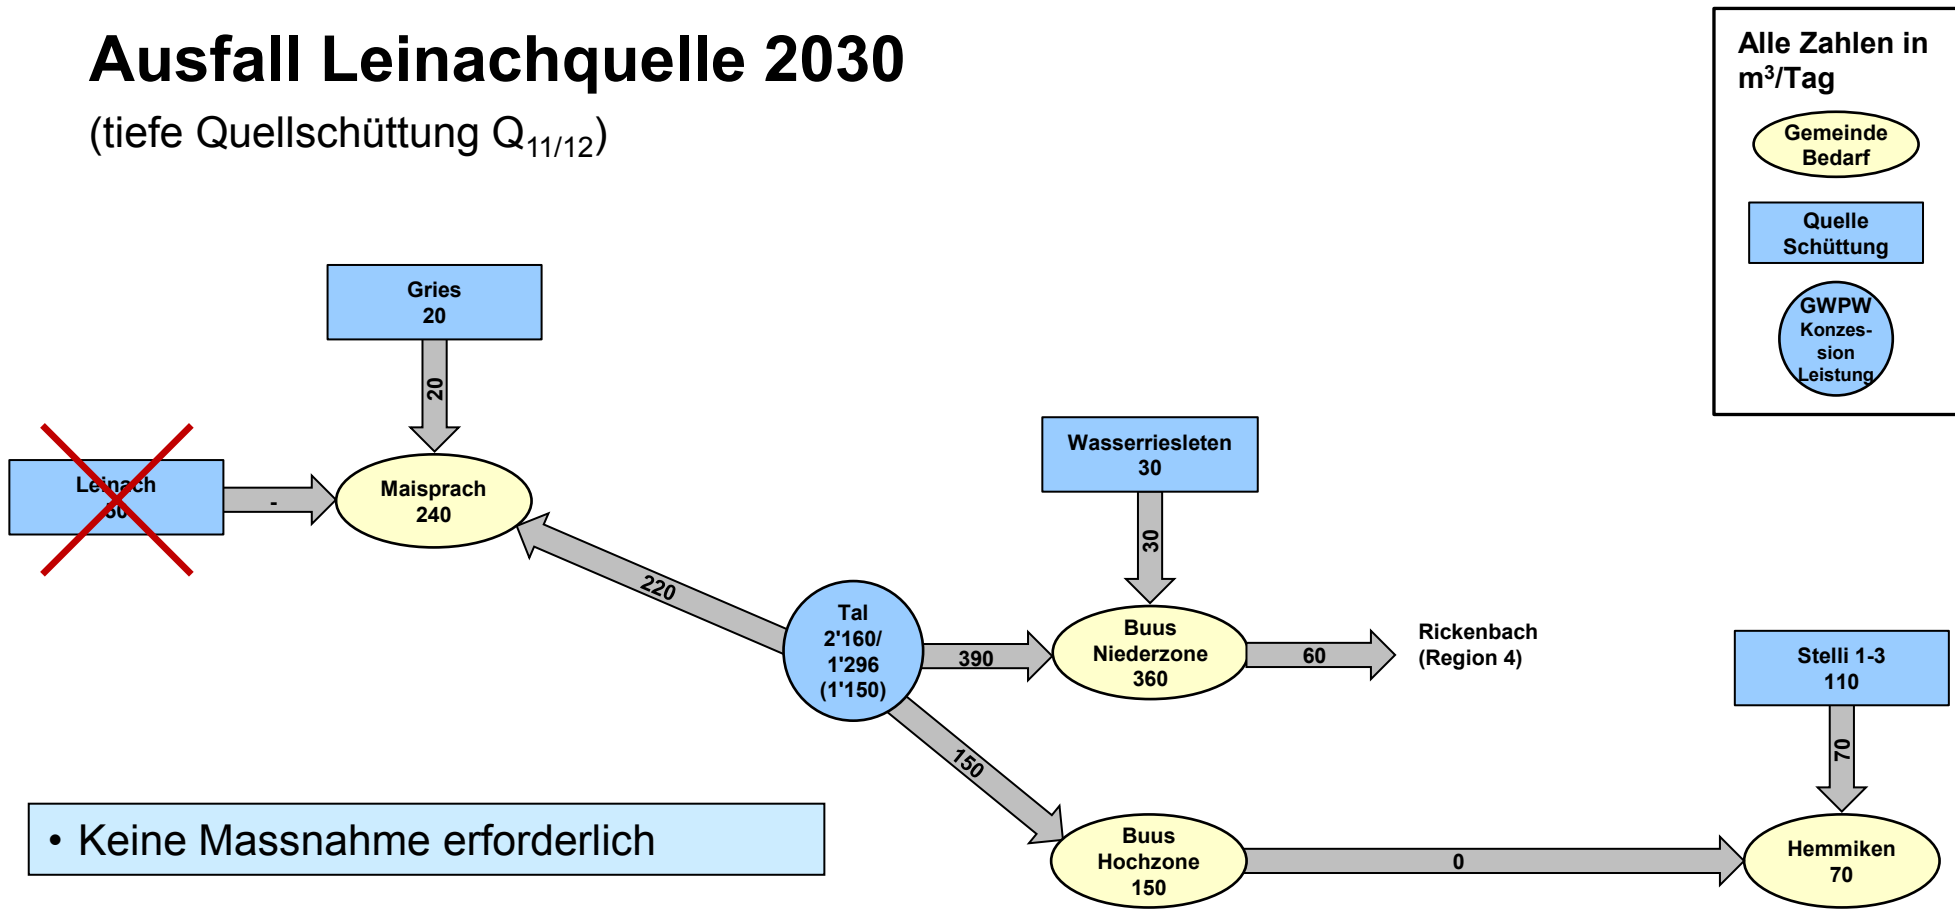 Ausfall Leinachquelle 2030
(tiefe Quellschüttung Q11/12)
Alle Zahlen in
m³/Tag
Gemeinde
Bedarf
Quelle
Schüttung
GWPW
Konzes-
sion
Leistung
Gries
20
20
Leinach
-
Maisprach
240
220
Wasserriesleten
30
30
Tal
2'160/
1'296
(1'150)
390
Buus
Niederzone
360
60
Rickenbach
(Region 4)
Stelli 1-3
110
70
150
Buus
Hochzone
150
0
Hemmiken
70
• Keine Massnahme erforderlich